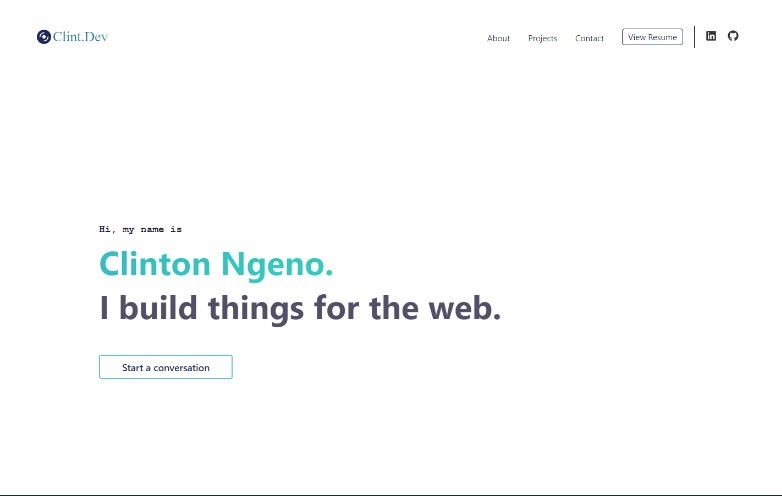 Clint.Dev
About Projects Contact View Resume
Hi, my name is
Clinton Ngeno.
I build things for the web.
Start a conversation